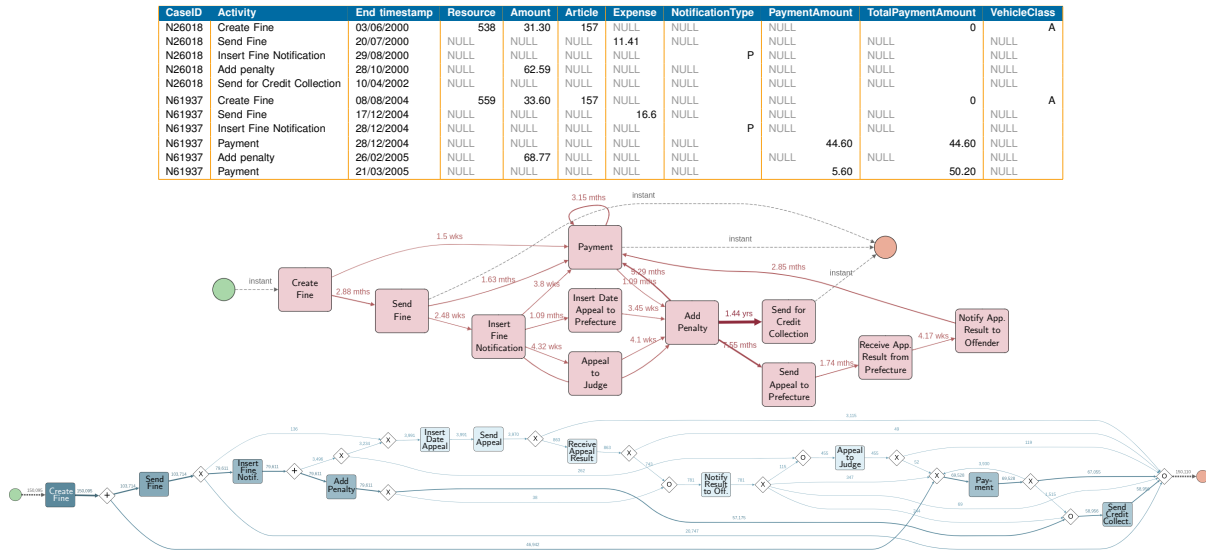 CaseID Activity End timestamp Resource Amount Article Expense NotificationType PaymentAmount TotalPaymentAmount VehicleClass
N26018 Create Fine 03/06/2000 538 31.30 157 NULL NULL NULL 0 A
N26018 Send Fine 20/07/2000 NULL NULL NULL 11.41 NULL NULL NULL NULL
N26018 Insert Fine Notification 29/08/2000 NULL NULL NULL NULL P NULL NULL NULL
N26018 Add penalty 28/10/2000 NULL 62.59 NULL NULL NULL NULL NULL NULL
N26018 Send for Credit Collection 10/04/2002 NULL NULL NULL NULL NULL NULL NULL NULL
N61937 Create Fine 08/08/2004 559 33.60 157 NULL NULL NULL 0 A
N61937 Send Fine 17/12/2004 NULL NULL NULL 16.6 NULL NULL NULL NULL
N61937 Insert Fine Notification 28/12/2004 NULL NULL NULL NULL P NULL NULL NULL
N61937 Payment 28/12/2004 NULL NULL NULL NULL NULL 44.60 44.60 NULL
N61937 Add penalty 26/02/2005 NULL 68.77 NULL NULL NULL NULL NULL NULL
N61937 Payment 21/03/2005 NULL NULL NULL NULL NULL 5.60 50.20 NULL
3.15 mths
instant
1.5 wks
Payment
instant
instant
Create
Fine
2.88 mths
Send
Fine
1.63 mths
2.48 wks
3.8 wks
5.29 mths
1.09 mths
2.85 mths
instant
Insert
Fine
Notification
1.09 mths
Insert Date
Appeal to
Prefecture
3.45 wks
4.32 wks
Appeal
to
Judge
4.1 wks
Add
Penalty
1.44 yrs
Send for
Credit
Collection
7.55 mths
Send
Appeal to
Prefecture
1.74 mths
Receive App.
Result from
Prefecture
4.17 wks
Notify App.
Result to
Offender
Create
Fine
+
Send
Fine
103,714
X
Insert
Fine
Notif.
79,611
+
Add
Penalty
79,611
X
X
X
Insert
Date
Appeal
Send
Appeal
X
Receive
Appeal
Result
X
O
Notify
Result
to Off.
X
O
Appeal
to
Judge
X
X
Pay-
ment
X
O
Send
Credit
Collect.
O